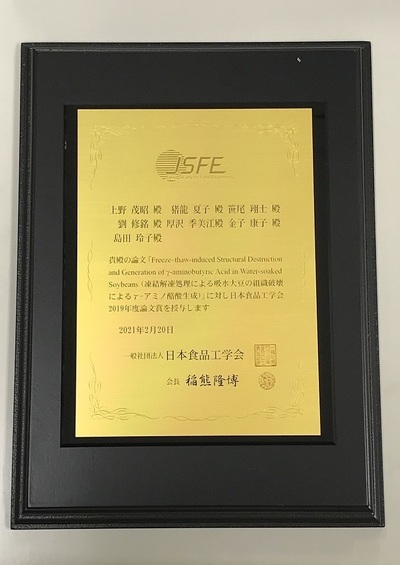 JSFE
上野 茂昭 殿 猪龍 夏子 殿 笹尾 翔士 殿
劉 修銘 殿 厚沢 季美江殿 金子 康子 殿
島田 玲子殿
貴殿の論文「Freeze-thaw-induced Structural Destruction
and Generation of γ-aminobutyric Acid in Water-soaked
Soybeans (凍結解凍処理による吸水大豆の組織破壊
によるγ-アミノ酪酸生成)」に対し日本食品工学会
2019年度論文賞を授与します
2021年2月20日
一般社団法人 日本食品工学会
会長 稲熊隆博